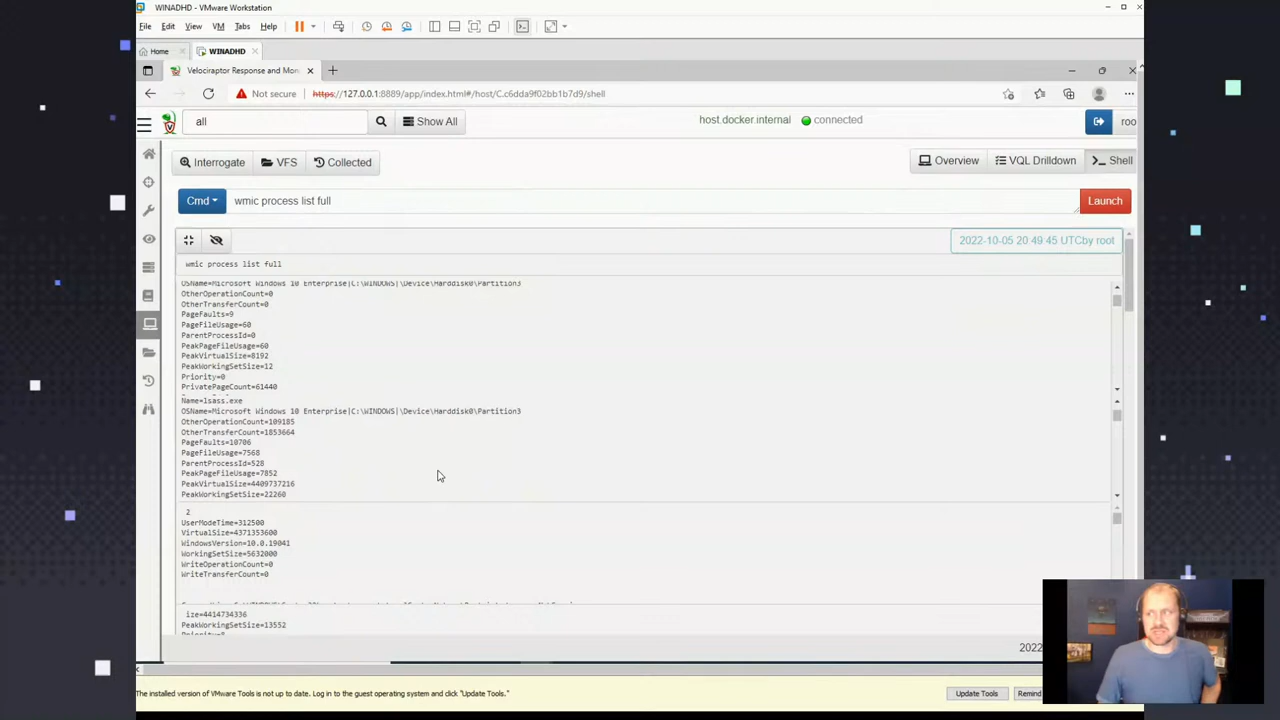 WINADHD - VMware Workstation
File Edit View VM Tabs Help
Home WINADHD
Velociraptor Response and Mon
Not secure https://127.0.0.1:8889/app/index.html#/host/C.c6dda9f02bb1b7d9/shell
all Show All host.docker.internal connected roo
Interrogate VFS Collected Overview VQL Drilldown >_ Shell
Cmd wmic process list full Launch
2022-10-05 20:49:45 UTCby root
wmic process list full
OSName=Microsoft Windows 10 Enterprise|C:\WINDOWS|\Device\Harddisk0\Partition3
OtherOperationCount=0
OtherTransferCount=0
PageFaults=9
PageFileUsage=60
ParentProcessId=0
PeakPageFileUsage=60
PeakVirtualSize=8192
PeakWorkingSetSize=12
Priority=0
PrivatePageCount=61440
Name=lsass.exe
OSName=Microsoft Windows 10 Enterprise|C:\WINDOWS|\Device\Harddisk0\Partition3
OtherOperationCount=109185
OtherTransferCount=1853664
PageFaults=10706
PageFileUsage=7568
ParentProcessId=528
PeakPageFileUsage=7852
PeakVirtualSize=4409737216
PeakWorkingSetSize=22260
2
UserModeTime=312500
VirtualSize=4371353600
WindowsVersion=10.0.19041
WorkingSetSize=5632000
WriteOperationCount=0
WriteTransferCount=0
ize=4414734336
PeakWorkingSetSize=13552
2022
The installed version of VMware Tools is not up to date. Log in to the guest operating system and click "Update Tools." Update Tools Remind